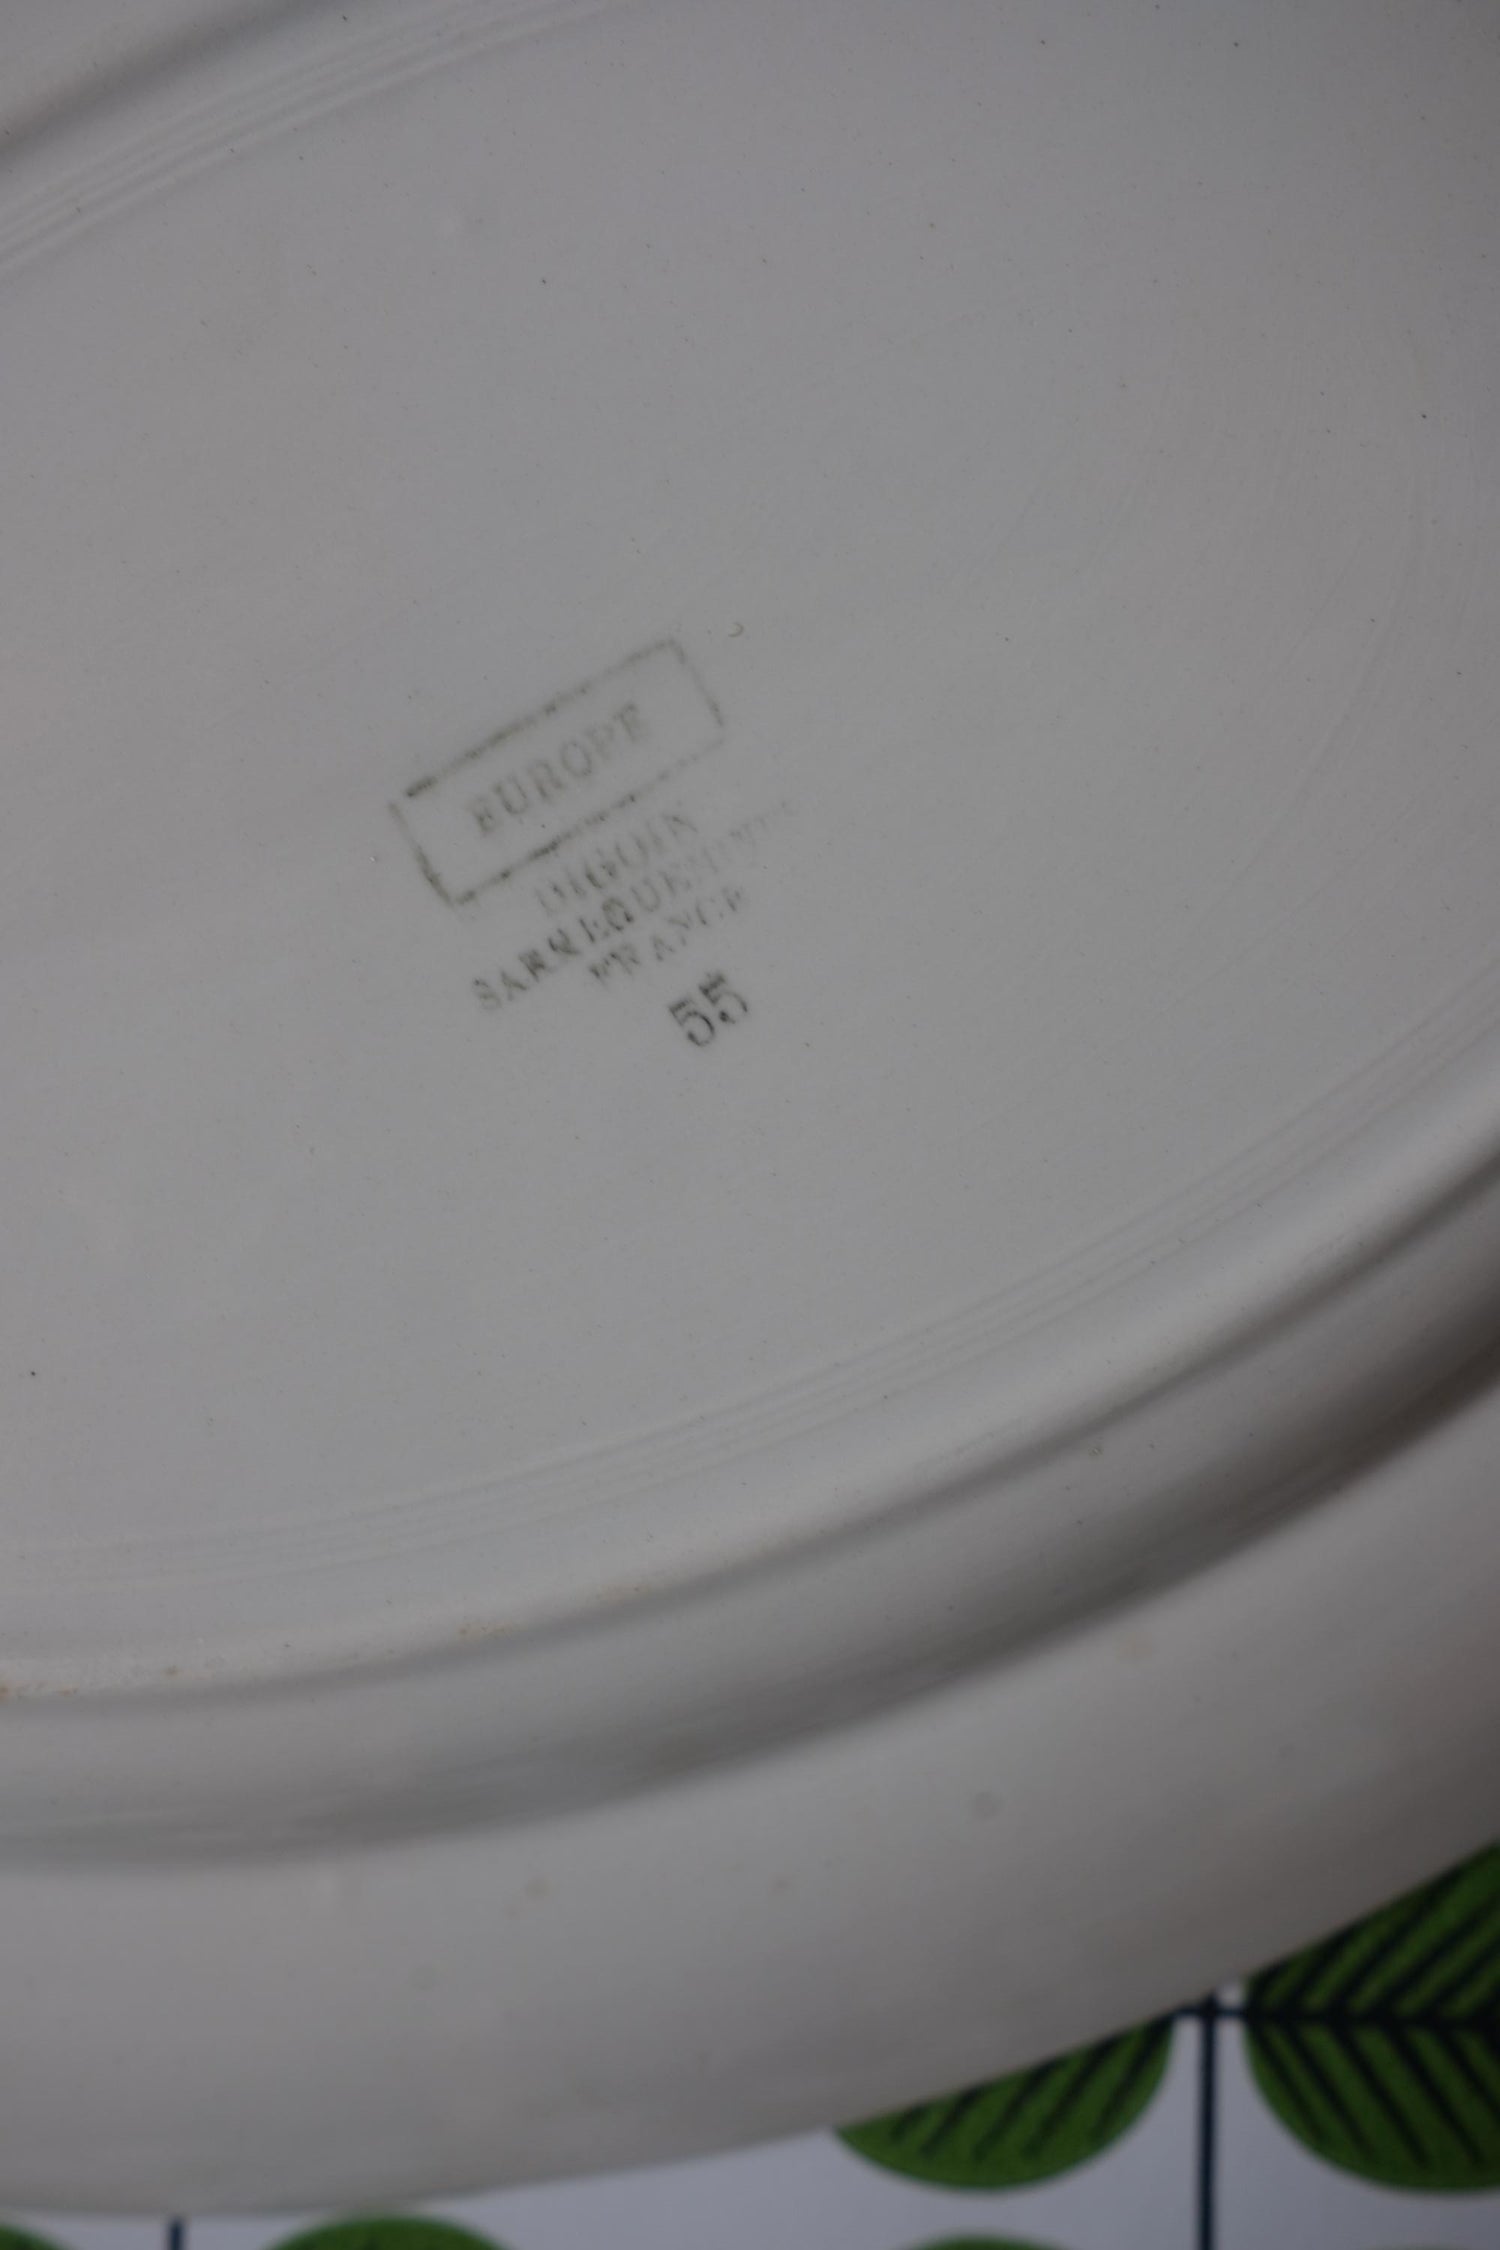 EUROPE
DIGOIN
SARREGUEMINES
FRANCE
55